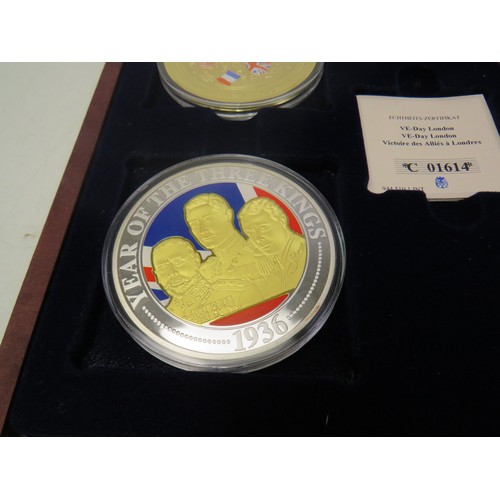 ECHTHEITS-ZERTIFIKAT
VE-Day London
VE-Day London
Victoire des Alliés à Londres
C 01614
YEAR OF THE THREE KINGS
1936